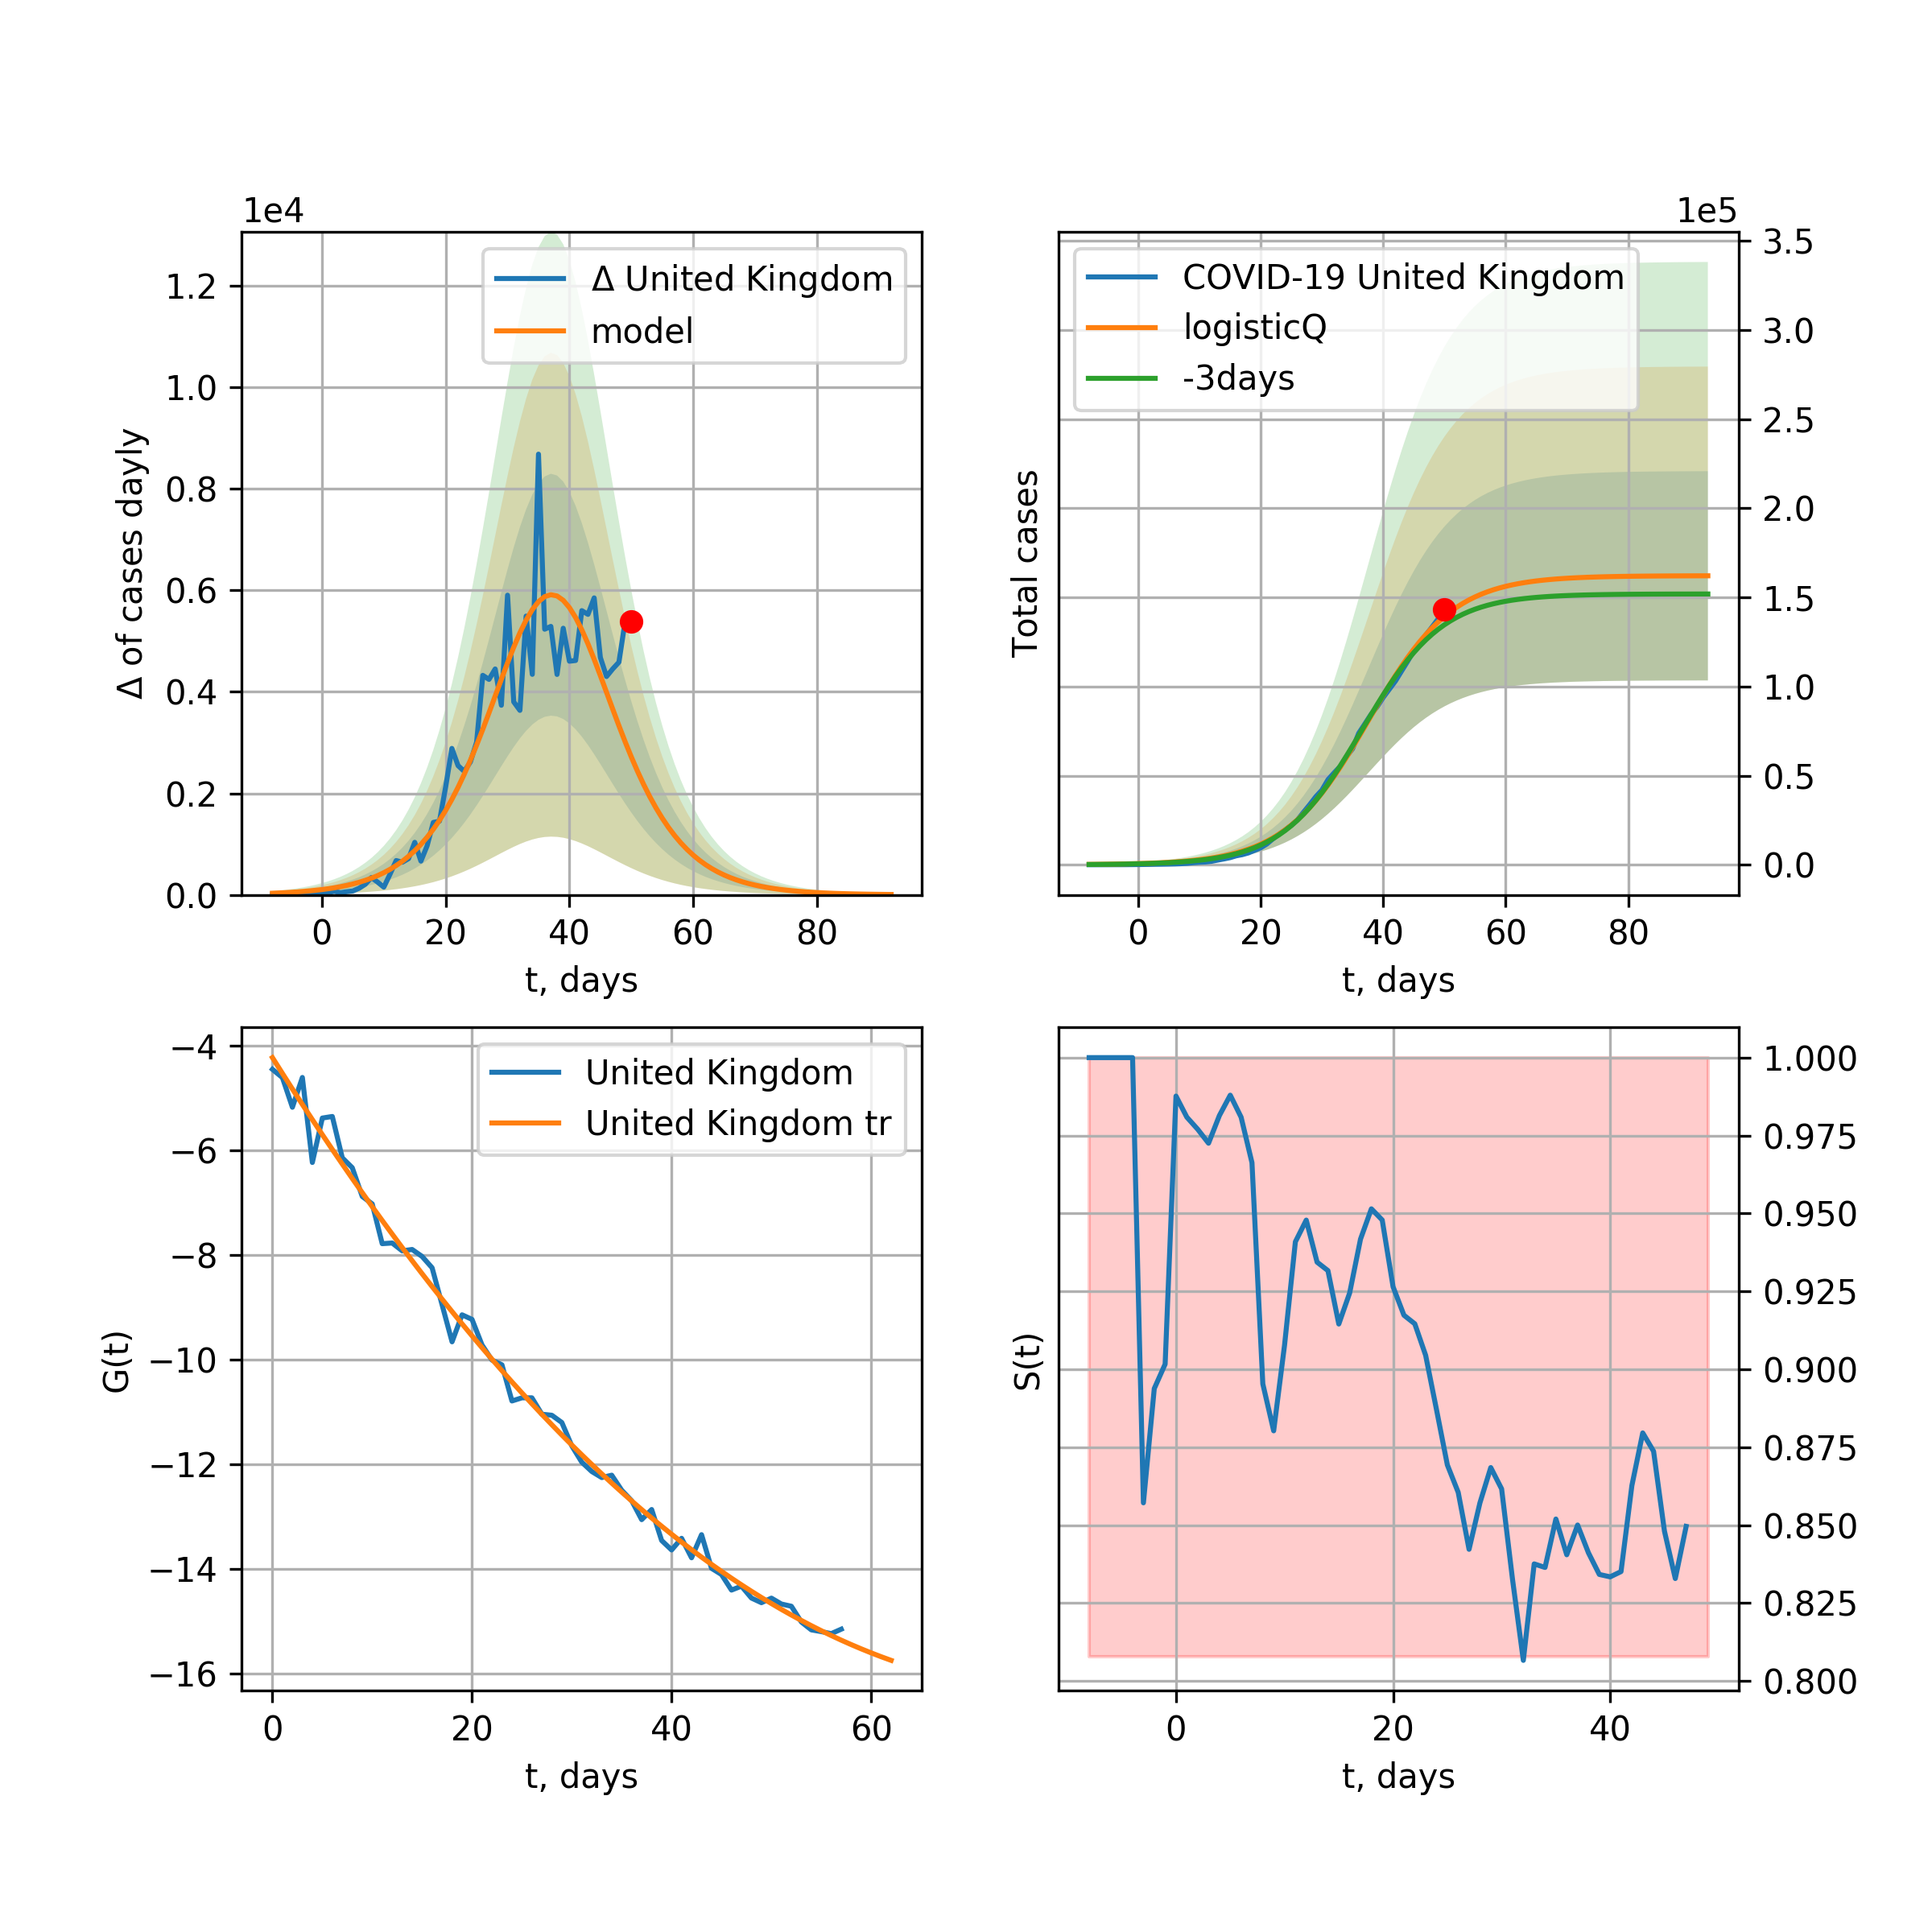 1e4
Δ United Kingdom
model
1.2
1.0
0.8
0.6
0.4
0.2
0.0
Δ of cases dayly
0 20 40 60 80
t, days
1e5
COVID-19 United Kingdom
logisticQ
-3days
3.5
3.0
2.5
2.0
1.5
1.0
0.5
0.0
Total cases
0 20 40 60 80
t, days
United Kingdom
United Kingdom tr
−4
−6
−8
−10
−12
−14
−16
G(t)
0 20 40 60
t, days
1.000
0.975
0.950
0.925
0.900
0.875
0.850
0.825
0.800
S(t)
0 20 40
t, days